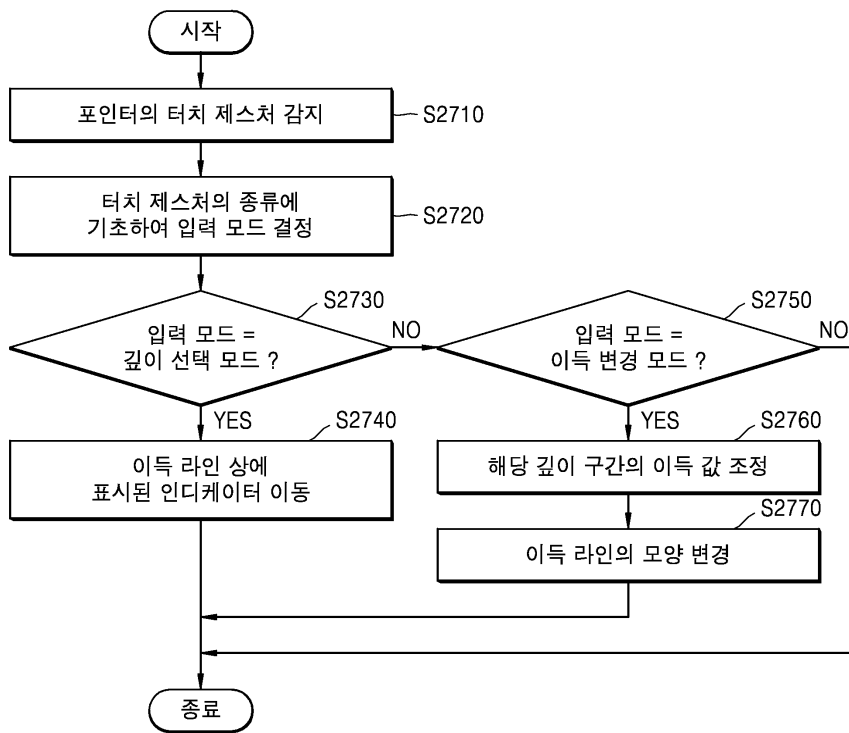 시작
포인터의 터치 제스처 감지
S2710
터치 제스처의 종류에
기초하여 입력 모드 결정
S2720
S2730
입력 모드 =
깊이 선택 모드 ?
NO
YES
S2750
입력 모드 =
이득 변경 모드 ?
NO
YES
S2740
이득 라인 상에
표시된 인디케이터 이동
S2760
해당 깊이 구간의 이득 값 조정
S2770
이득 라인의 모양 변경
종료